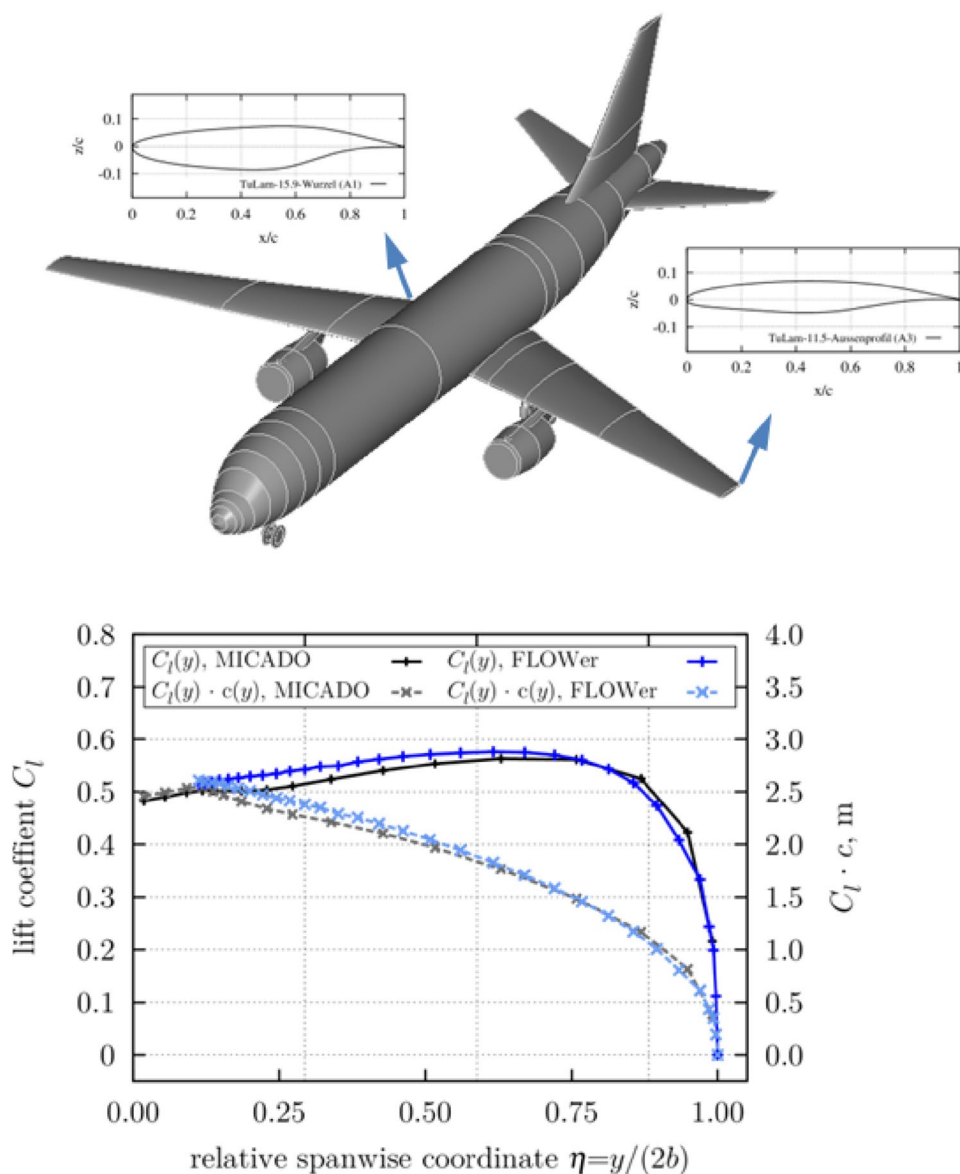 0.1
0
-0.1
z/c
TuLam-15.9-Wurzel (A1)
0 0.2 0.4 0.6 0.8 1
x/c
0.1
0
-0.1
z/c
TuLam-11.5-Aussenprofil (A3)
0 0.2 0.4 0.6 0.8 1
x/c
0.8
0.7
0.6
0.5
0.4
0.3
0.2
0.1
0
lift coeffient C_l
C_l(y), MICADO
C_l(y), FLOWer
C_l(y) · c(y), MICADO
C_l(y) · c(y), FLOWer
4.0
3.5
3.0
2.5
2.0
1.5
1.0
0.5
0.0
C_l · c, m
0.00 0.25 0.50 0.75 1.00
relative spanwise coordinate η=y/(2b)